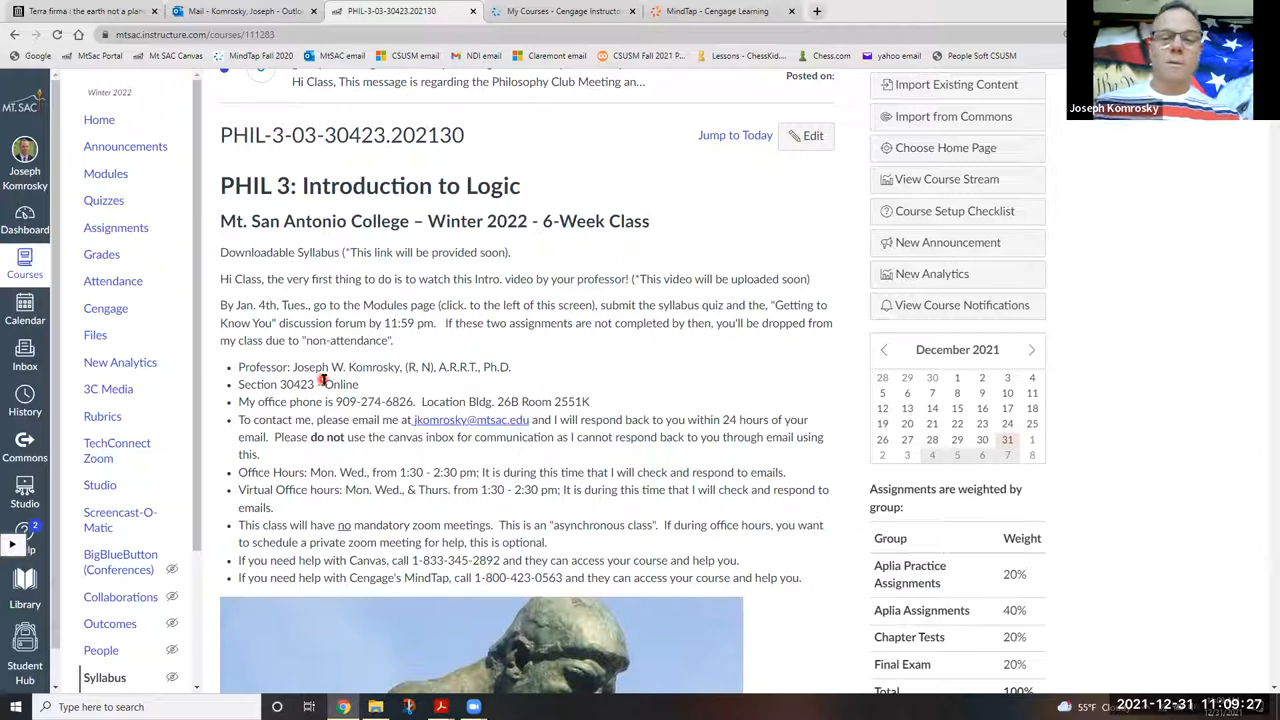 Terra firma : the earth not a plane
Mail - Komrosky, Joseph - O
PHIL-3-03-30423.202130
My Courses - Cengage Instruct
MindTap - Cengage Learning
mtsac.instructure.com/courses/111283
Google
MtSac Portal
Mt SAC Canvas
MindTap Fall 2020
MtSAC email
CSUSM email
NDI email
Claremont email
CSUSM Fall 2021 P...
Lessons - ChessKid...
Chess.com
yahoo email
People Soft CSUSM
Joseph Komrosky
MT. SAC
Joseph
Komrosky
Dashboard
Courses
Calendar
Inbox
History
Commons
Studio
2
Library
Student
Hub
Winter 2022
Home
Announcements
Modules
Quizzes
Assignments
Grades
Attendance
Cengage
Files
New Analytics
3C Media
Rubrics
TechConnect
Zoom
Studio
Screencast-O-
Matic
BigBlueButton
(Conferences)
Collaborations
Outcomes
People
Syllabus
Hi Class, This message is regarding the Philosophy Club Meeting an...
Posted on:
PHIL-3-03-30423.202130
Jump to Today
Edit
PHIL 3: Introduction to Logic
Mt. San Antonio College – Winter 2022 - 6-Week Class
Downloadable Syllabus (*This link will be provided soon).
Hi Class, the very first thing to do is to watch this Intro. video by your professor! (*This video will be uploaded soon)
By Jan. 4th, Tues., go to the Modules page (click. to the left of this screen), submit the syllabus quiz and the, "Getting to
Know You" discussion forum by 11:59 pm. If these two assignments are not completed by then, you'll be dropped from
my class due to "non-attendance".
• Professor: Joseph W. Komrosky, (R, N), A.R.R.T., Ph.D.
• Section 30423 Online
• My office phone is 909-274-6826. Location Bldg. 26B Room 2551K
• To contact me, please email me at jkomrosky@mtsac.edu and I will respond back to you within 24 hours of your
email. Please do not use the canvas inbox for communication as I cannot respond back to you through email using
this.
• Office Hours: Mon. Wed., from 1:30 - 2:30 pm; It is during this time that I will check and respond to emails.
• Virtual Office hours: Mon. Wed., & Thurs. from 1:30 - 2:30 pm; It is during this time that I will check and respond to
emails.
• This class will have no mandatory zoom meetings. This is an "asynchronous class". If during office hours, you want
to schedule a private zoom meeting for help, this is optional.
• If you need help with Canvas, call 1-833-345-2892 and they can access your course and help you.
• If you need help with Cengage's MindTap, call 1-800-423-0563 and they can access your course and help you.
Import Existing Content
Import from Commons
Choose Home Page
View Course Stream
Course Setup Checklist
New Announcement
New Analytics
View Course Notifications
December 2021
28 29 30 1 2 3 4
5 6 7 8 9 10 11
12 13 14 15 16 17 18
19 20 21 22 23 24 25
26 27 28 29 30 31 1
2 3 4 5 6 7 8
Assignments are weighted by
group:
Group Weight
Aplia Practice
Assignments 20%
Aplia Assignments 40%
Chapter Tests 20%
Final Exam 20%
Total 100%
Type here to search
55°F
2021-12-31 11:09:27